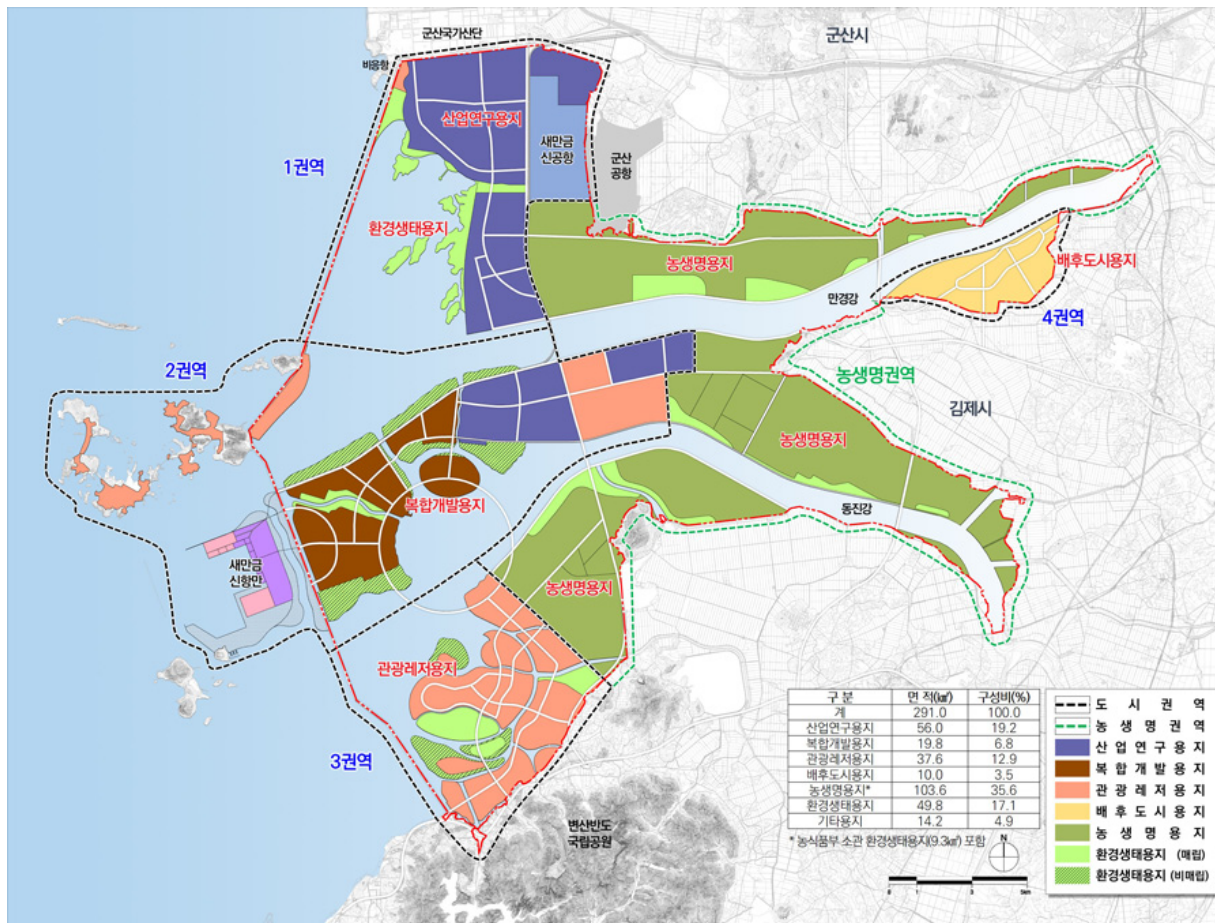 군산국가산단
군산시
비응항
산업연구용지
새만금
신공항
군산
공항
1권역
환경생태용지
농생명용지
배후도시용지
만경강
4권역
2권역
농생명권역
김제시
농생명용지
복합개발용지
동진강
새만금
신항만
농생명용지
관광레저용지
3권역
변산반도
국립공원
구 분 면 적(㎢) 구성비(%)
계 291.0 100.0
산업연구용지 56.0 19.2
복합개발용지 19.8 6.8
관광레저용지 37.6 12.9
배후도시용지 10.0 3.5
농생명용지* 103.6 35.6
환경생태용지 49.8 17.1
기타용지 14.2 4.9
* 농식품부 소관 환경생태용지(9.3㎢) 포함
N
0 1 3 5km
도 시 권 역
농 생 명 권 역
산 업 연 구 용 지
복 합 개 발 용 지
관 광 레 저 용 지
배 후 도 시 용 지
농 생 명 용 지
환경생태용지 (매립)
환경생태용지 (비매립)